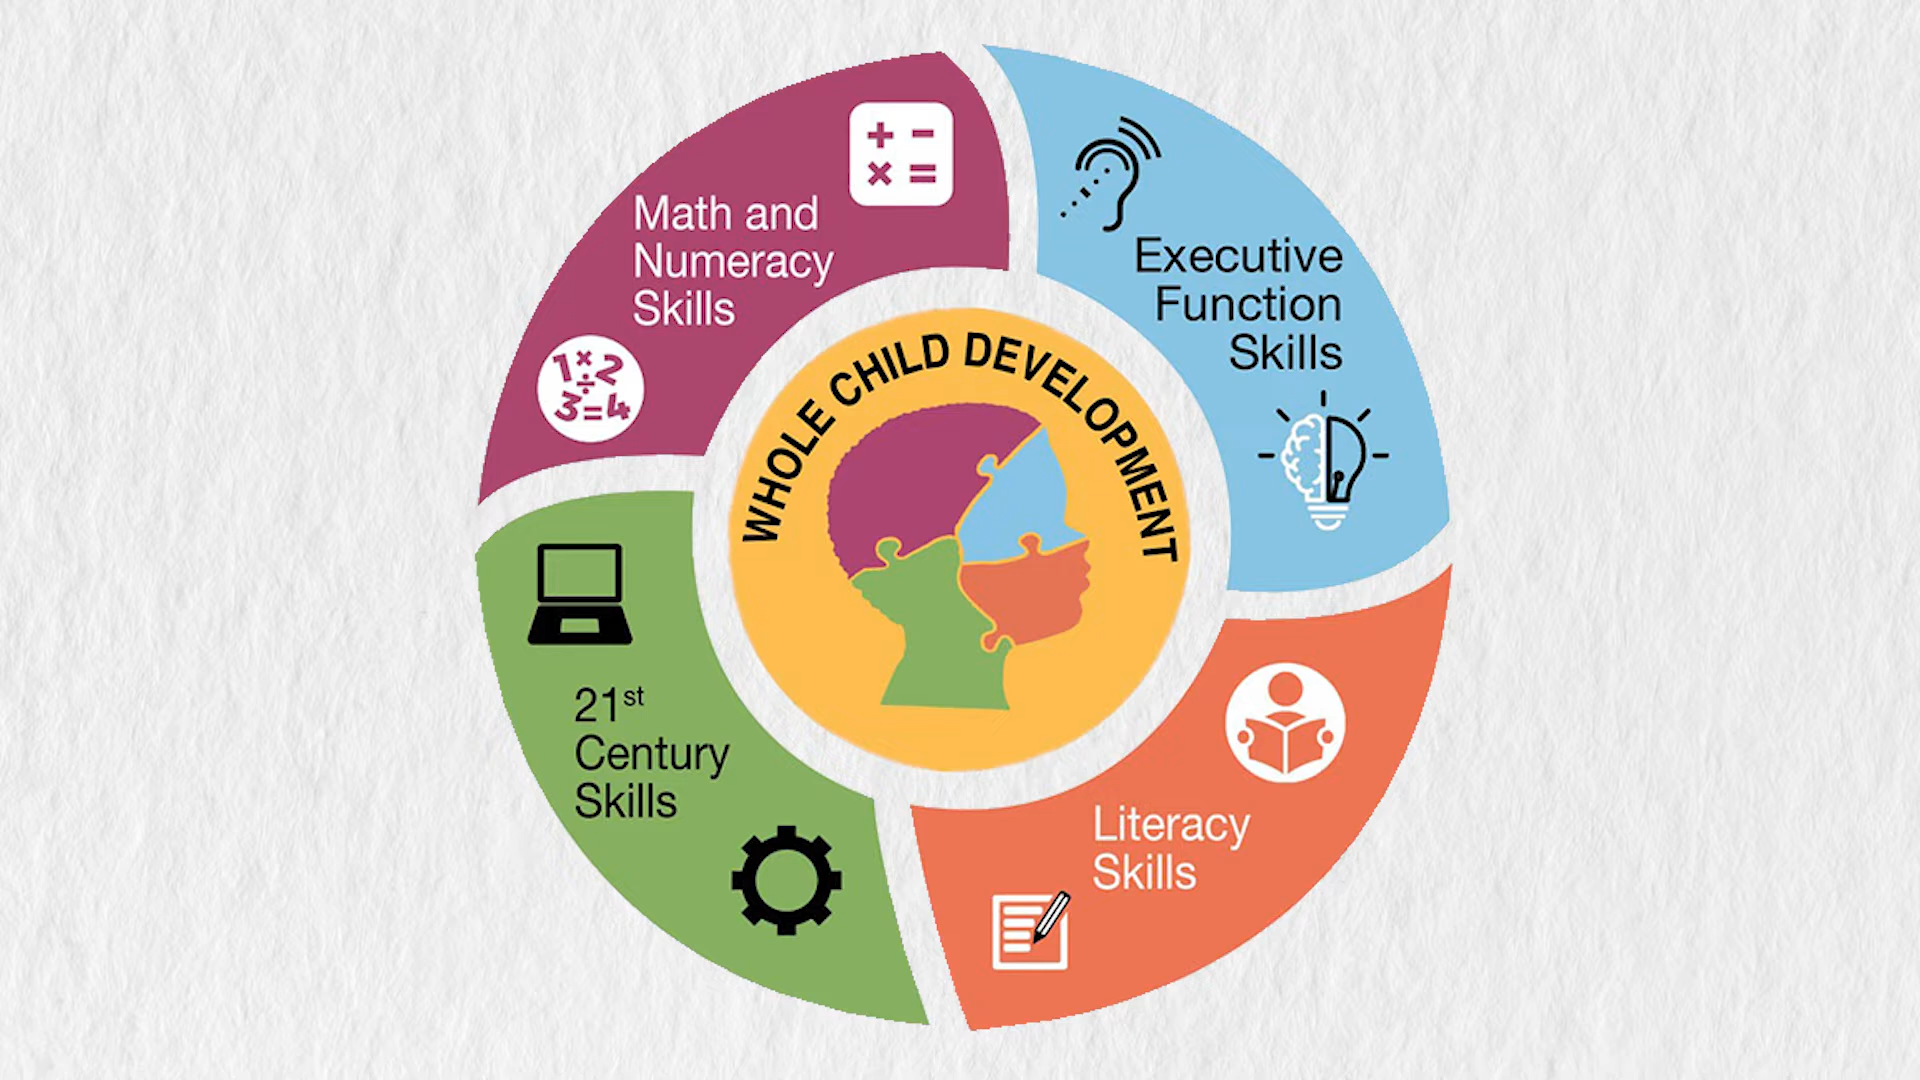 WHOLE CHILD DEVELOPMENT
Math and
Numeracy
Skills
+ -
× =
1×2
÷
3=4
Executive
Function
Skills
21st
Century
Skills
Literacy
Skills